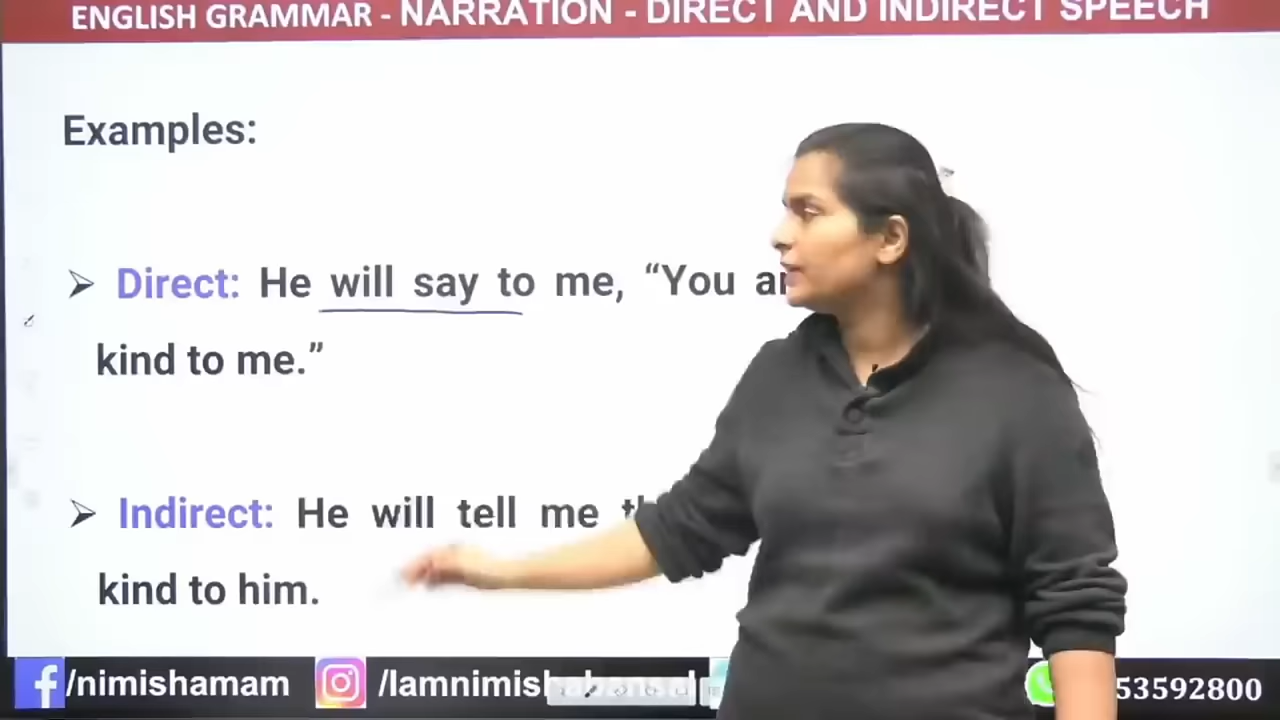 ENGLISH GRAMMAR - NARRATION - DIRECT AND INDIRECT SPEECH
Examples:
➢ Direct: He will say to me, “You
kind to me.”
➢ Indirect: He will tell me
kind to him.
/nimishamam
53592800